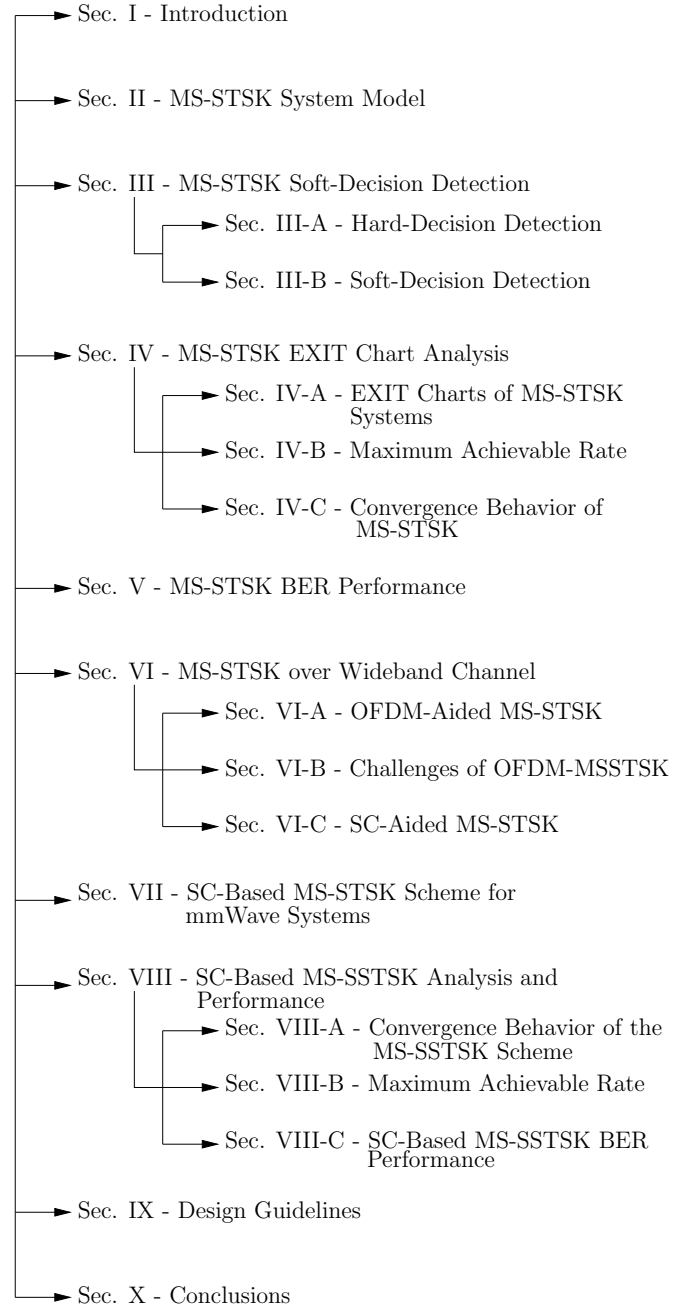 Sec. I - Introduction
Sec. II - MS-STSK System Model
Sec. III - MS-STSK Soft-Decision Detection
Sec. III-A - Hard-Decision Detection
Sec. III-B - Soft-Decision Detection
Sec. IV - MS-STSK EXIT Chart Analysis
Sec. IV-A - EXIT Charts of MS-STSK
Systems
Sec. IV-B - Maximum Achievable Rate
Sec. IV-C - Convergence Behavior of
MS-STSK
Sec. V - MS-STSK BER Performance
Sec. VI - MS-STSK over Wideband Channel
Sec. VI-A - OFDM-Aided MS-STSK
Sec. VI-B - Challenges of OFDM-MSSTSK
Sec. VI-C - SC-Aided MS-STSK
Sec. VII - SC-Based MS-STSK Scheme for
mmWave Systems
Sec. VIII - SC-Based MS-SSTSK Analysis and
Performance
Sec. VIII-A - Convergence Behavior of the
MS-SSTSK Scheme
Sec. VIII-B - Maximum Achievable Rate
Sec. VIII-C - SC-Based MS-SSTSK BER
Performance
Sec. IX - Design Guidelines
Sec. X - Conclusions